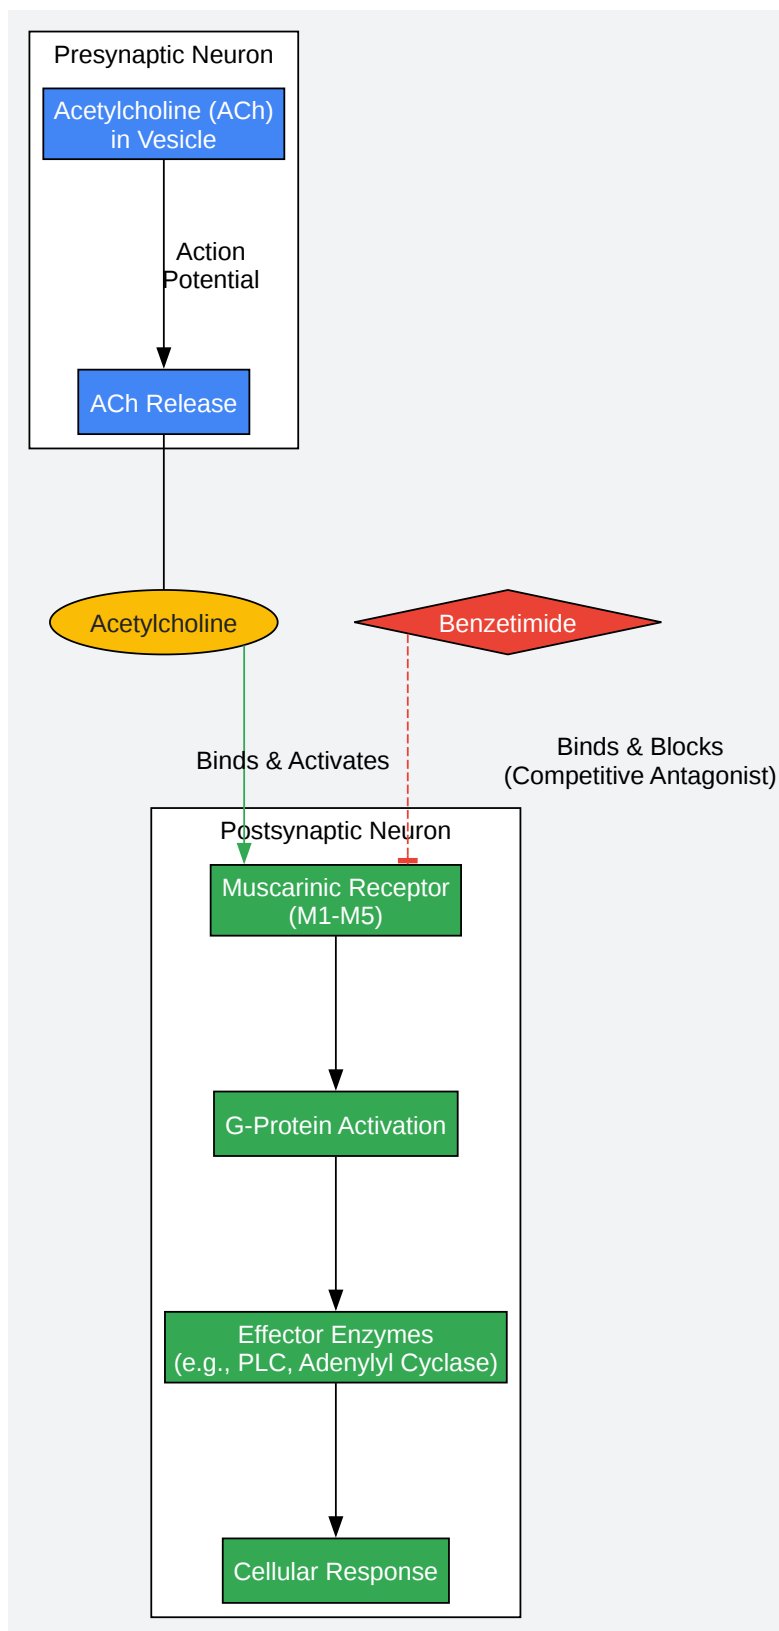 Presynaptic Neuron
Acetylcholine (ACh)
in Vesicle
Action
Potential
ACh Release
Acetylcholine
Benzetimide
Binds & Activates
Binds & Blocks
(Competitive Antagonist)
Postsynaptic Neuron
Muscarinic Receptor
(M1-M5)
G-Protein Activation
Effector Enzymes
(e.g., PLC, Adenylyl Cyclase)
Cellular Response